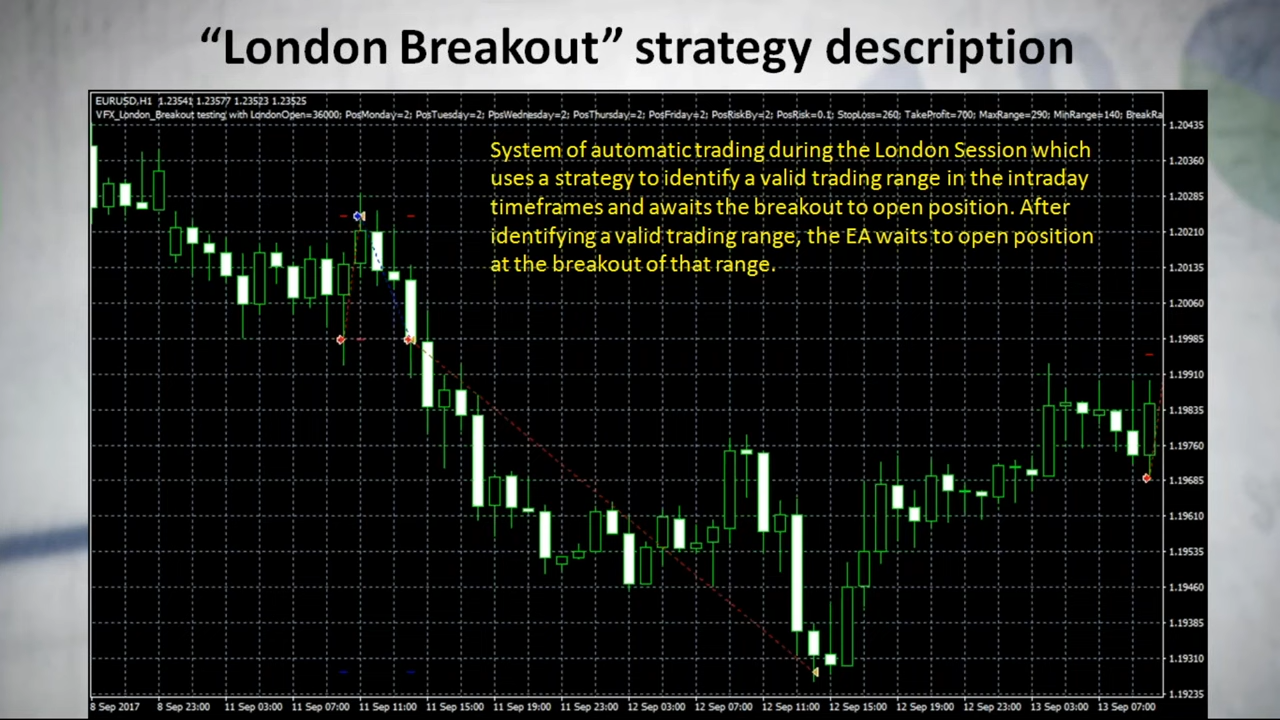 “London Breakout” strategy description
EURUSD,H1 1.23541 1.23577 1.23523 1.23525
VFX_London_Breakout testing with LondonOpen=36000; PosMonday=2; PosTuesday=2; PosWednesday=2; PosThursday=2; PosFriday=2; PosRiskBy=2; PosRisk=0.1; StopLoss=260; TakeProfit=700; MaxRange=290; MinRange=140; BreakRa
System of automatic trading during the London Session which
uses a strategy to identify a valid trading range in the intraday
timeframes and awaits the breakout to open position. After
identifying a valid trading range, the EA waits to open position
at the breakout of that range.
1.20435
1.20360
1.20285
1.20210
1.20135
1.20060
1.19985
1.19910
1.19835
1.19760
1.19685
1.19610
1.19535
1.19460
1.19385
1.19310
1.19235
8 Sep 2017 8 Sep 23:00 11 Sep 03:00 11 Sep 07:00 11 Sep 11:00 11 Sep 15:00 11 Sep 19:00 11 Sep 23:00 12 Sep 03:00 12 Sep 07:00 12 Sep 11:00 12 Sep 15:00 12 Sep 19:00 12 Sep 23:00 13 Sep 03:00 13 Sep 07:00